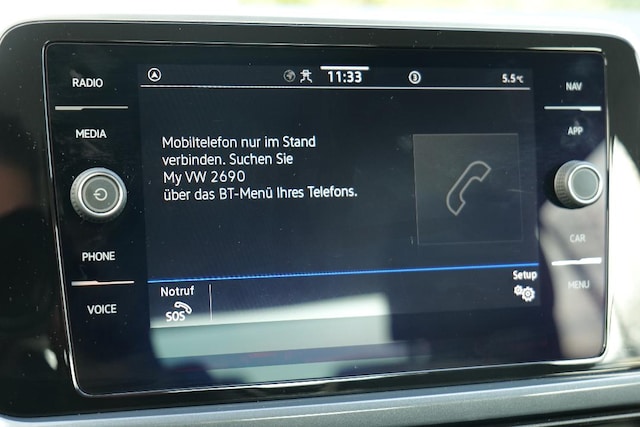 RADIO
MEDIA
PHONE
VOICE
11:33
5.5°C
Mobiltelefon nur im Stand
verbinden. Suchen Sie
My VW 2690
über das BT-Menü Ihres Telefons.
Notruf
SOS
Setup
NAV
APP
CAR
MENU